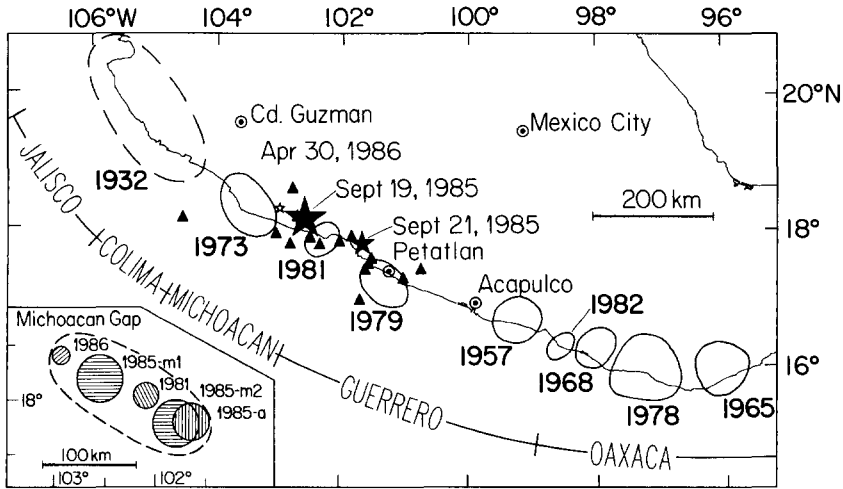 106°W 104° 102° 100° 98° 96°
20°N
Cd. Guzman
Mexico City
Apr 30, 1986
1932
Sept 19, 1985
200 km
JALISCO
Sept 21, 1985
18°
1973
Petatlan
1981
COLIMA
Acapulco
1982
MICHOACAN
1979
Michoacan Gap
1957
1968
16°
1986
1985-m1
1978
1965
1981
1985-m2
18°
1985-a
GUERRERO
OAXACA
100 km
103° 102°